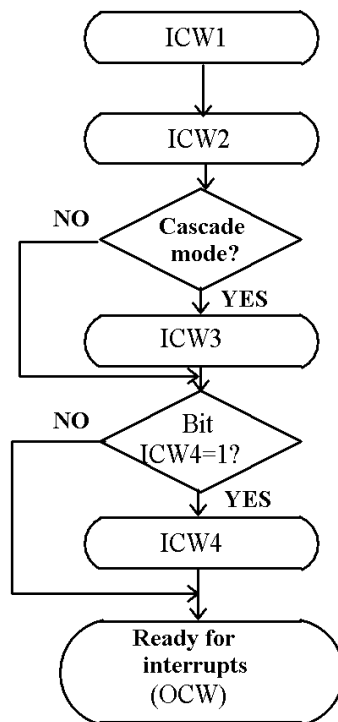 ICW1
ICW2
NO
Cascade
mode?
YES
ICW3
NO
Bit
ICW4=1?
YES
ICW4
Ready for
interrupts
(OCW)